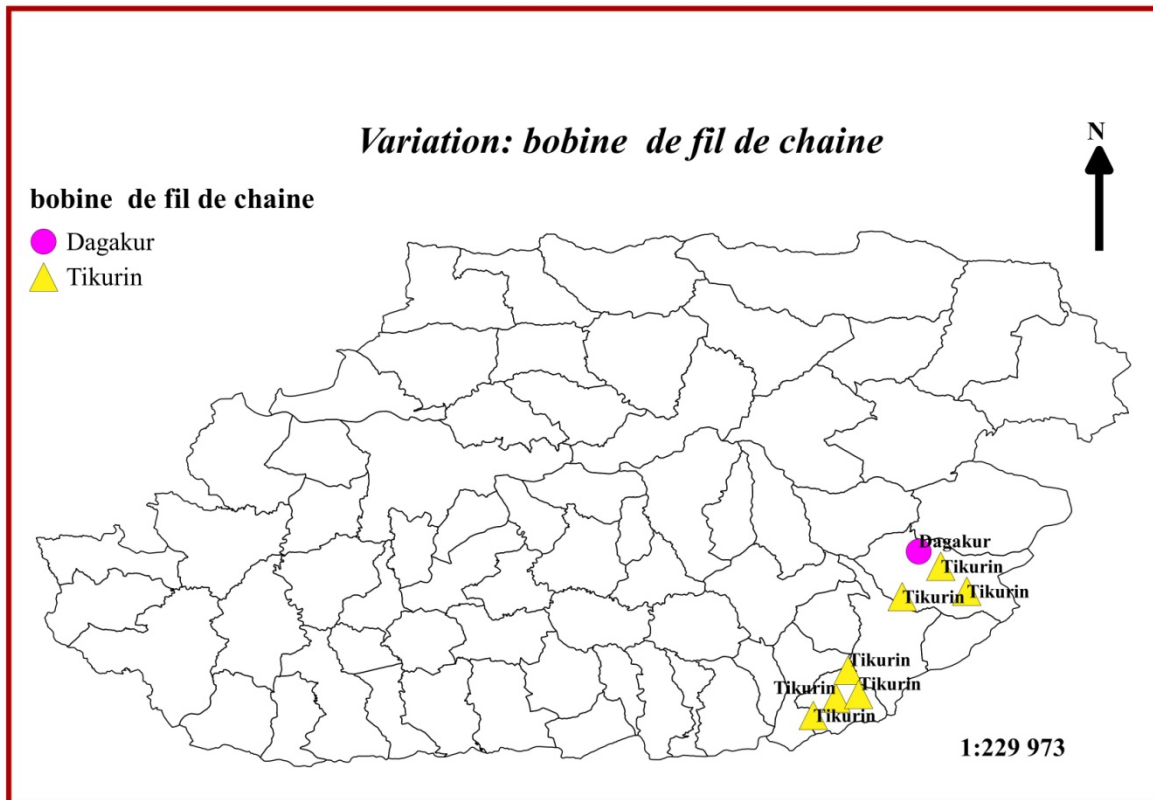 Variation: bobine de fil de chaine
N
bobine de fil de chaine
Dagakur
Tikurin
Dagakur
Tikurin
Tikurin
Tikurin
Tikurin
Tikurin
Tikurin
Tikurin
1:229 973